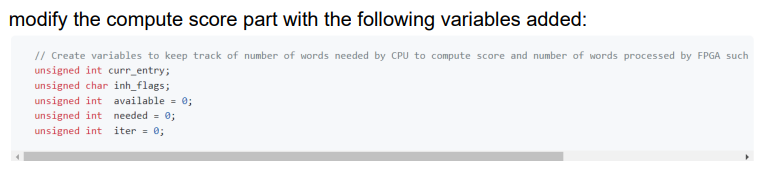 modify the compute score part with the following variables added:
// Create variables to keep track of number of words needed by CPU to compute score and number of words processed by FPGA such
unsigned int curr_entry;
unsigned char inh_flags;
unsigned int  available = 0;
unsigned int  needed = 0;
unsigned int  iter = 0;